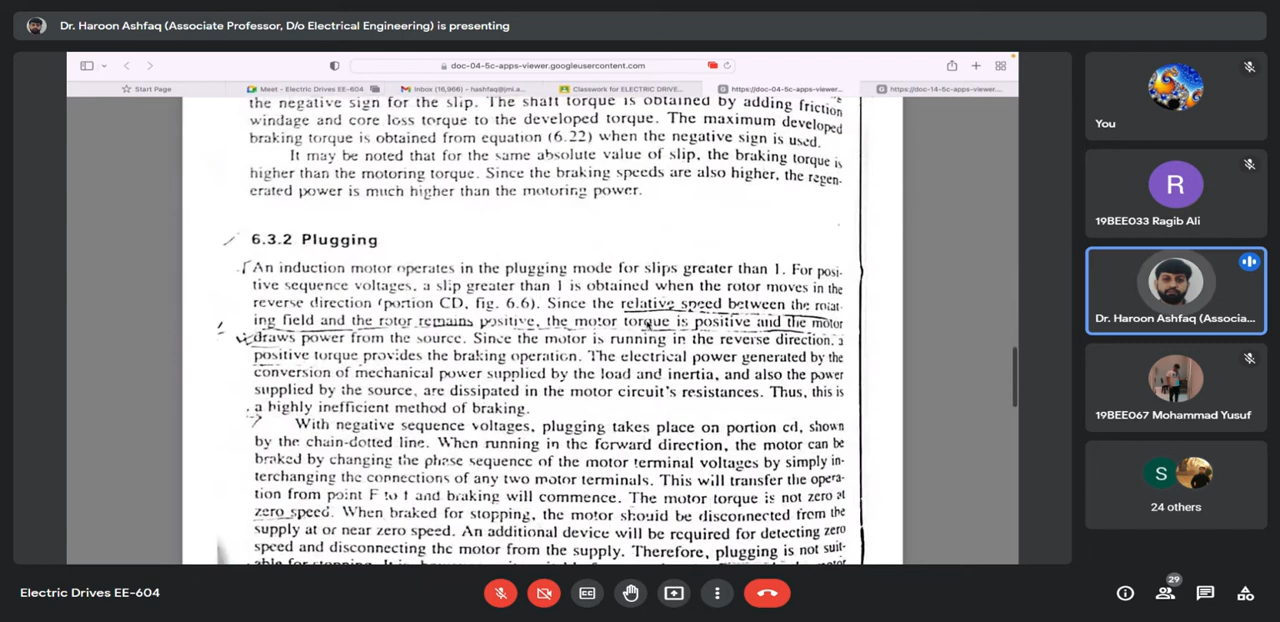 Dr. Haroon Ashfaq (Associate Professor, D/o Electrical Engineering) is presenting
doc-04-5c-apps-viewer.googleusercontent.com
Start Page
Meet - Electric Drives EE-604
Inbox (16,966) - hashfaq@jmi.a...
Classwork for ELECTRIC DRIVE...
https://doc-04-5c-apps-viewer...
https://doc-14-5c-apps-viewer...
the negative sign for the slip. The shaft torque is obtained by adding friction
windage and core loss torque to the developed torque. The maximum developed
braking torque is obtained from equation (6.22) when the negative sign is used.
It may be noted that for the same absolute value of slip, the braking torque is
higher than the motoring torque. Since the braking speeds are also higher, the regen-
erated power is much higher than the motoring power.
6.3.2 Plugging
An induction motor operates in the plugging mode for slips greater than 1. For posi-
tive sequence voltages, a slip greater than 1 is obtained when the rotor moves in the
reverse direction (portion CD, fig. 6.6). Since the relative speed between the rotat-
ing field and the rotor remains positive, the motor torque is positive and the motor
draws power from the source. Since the motor is running in the reverse direction, a
positive torque provides the braking operation. The electrical power generated by the
conversion of mechanical power supplied by the load and inertia, and also the power
supplied by the source, are dissipated in the motor circuit's resistances. Thus, this is
a highly inefficient method of braking.
With negative sequence voltages, plugging takes place on portion cd, shown
by the chain-dotted line. When running in the forward direction, the motor can be
braked by changing the phase sequence of the motor terminal voltages by simply in-
terchanging the connections of any two motor terminals. This will transfer the opera-
tion from point F to f and braking will commence. The motor torque is not zero at
zero speed. When braked for stopping, the motor should be disconnected from the
supply at or near zero speed. An additional device will be required for detecting zero
speed and disconnecting the motor from the supply. Therefore, plugging is not suit-
You
R
19BEE033 Ragib Ali
Dr. Haroon Ashfaq (Associa...
19BEE067 Mohammad Yusuf
S
24 others
Electric Drives EE-604
29